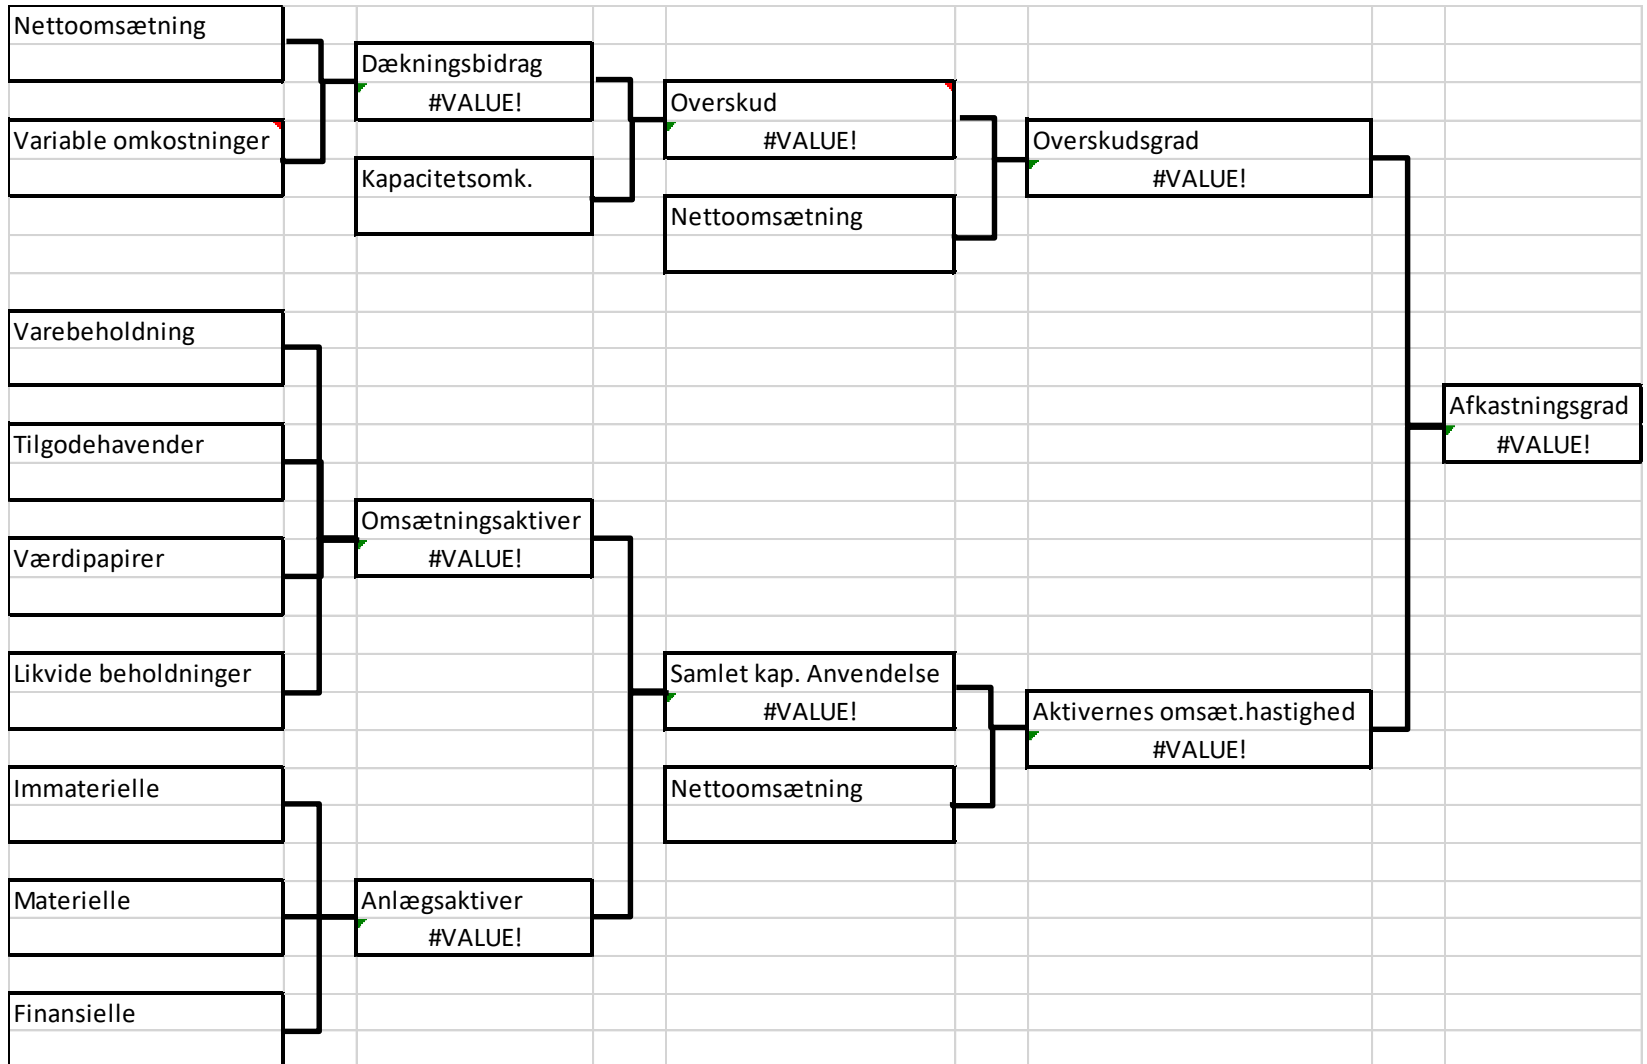 Nettoomsætning
Dækningsbidrag
#VALUE!
Overskud
#VALUE!
Variable omkostninger
Overskudsgrad
#VALUE!
Kapacitetsomk.
Nettoomsætning
Varebeholdning
Afkastningsgrad
#VALUE!
Tilgodehavender
Omsætningsaktiver
#VALUE!
Værdipapirer
Likvide beholdninger
Samlet kap. Anvendelse
#VALUE!
Aktivernes omsæt.hastighed
#VALUE!
Immaterielle
Nettoomsætning
Materielle
Anlægsaktiver
#VALUE!
Finansielle